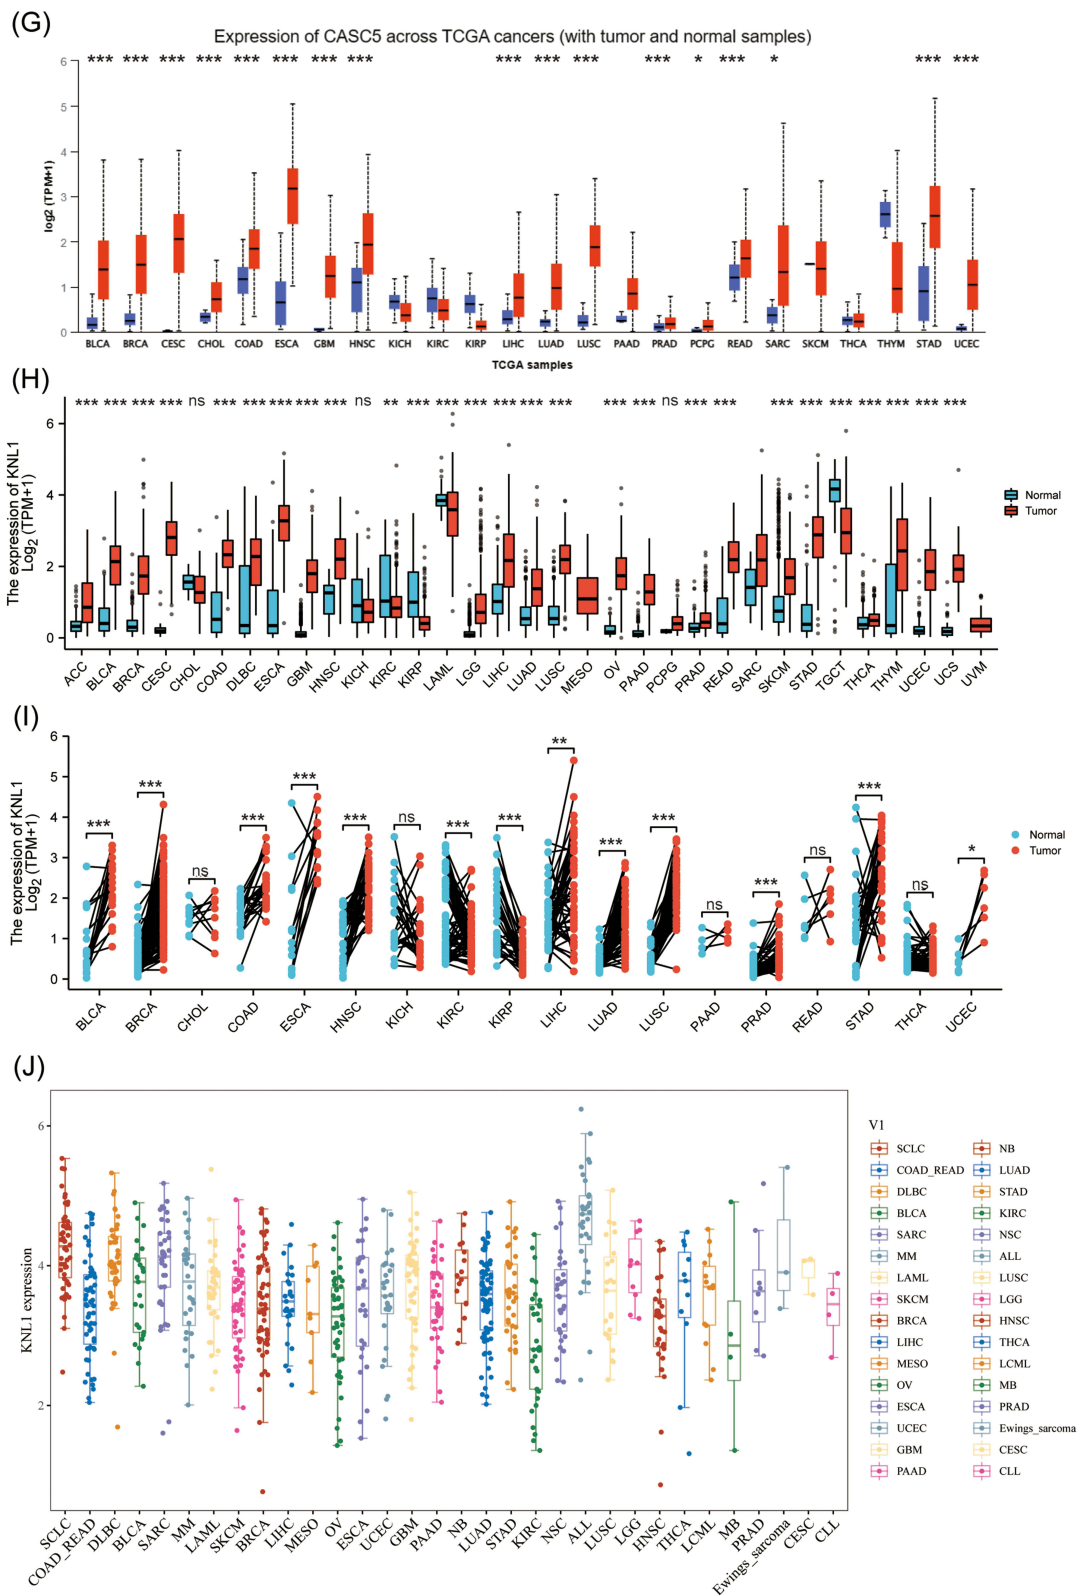 (G)
Expression of CASC5 across TCGA cancers (with tumor and normal samples)
*** *** *** *** *** *** *** *** *** *** *** *** * *** * *** ***
log2 (TPM+1)
6
5
4
3
2
1
0
BLCA BRCA CESC CHOL COAD ESCA GBM HNSC KICH KIRC KIRP LIHC LUAD LUSC PAAD PRAD PCPG READ SARC SKCM THCA THYM STAD UCEC
TCGA samples
(H)
*** *** *** *** ns *** *** *** *** *** ns ** *** *** *** *** *** *** *** *** ns *** *** *** *** *** *** *** *** ***
The expression of KNL1
Log2 (TPM+1)
6
4
2
0
Normal
Tumor
ACC BLCA BRCA CESC CHOL COAD DLBC ESCA GBM HNSC KICH KIRC KIRP LAML LGG LIHC LUAD LUSC MESO OV PAAD PCPG PRAD READ SARC SKCM STAD TGCT THCA THYM UCEC UCS UVM
(I)
The expression of KNL1
Log2 (TPM+1)
6
5
4
3
2
1
0
*** *** ns *** *** *** ns *** *** ** *** *** ns *** ns *** ns *
Normal
Tumor
BLCA BRCA CHOL COAD ESCA HNSC KICH KIRC KIRP LIHC LUAD LUSC PAAD PRAD READ STAD THCA UCEC
(J)
KNL1 expression
6
4
2
SCLC COAD_READ DLBC BLCA SARC MM LAML SKCM BRCA LIHC MESO OV ESCA UCEC GBM PAAD NB LUAD STAD KIRC NSC ALL LUSC LGG HNSC THCA LCML MB PRAD Ewings_sarcoma CESC CLL
V1
SCLC NB
COAD_READ LUAD
DLBC STAD
BLCA KIRC
SARC NSC
MM ALL
LAML LUSC
SKCM LGG
BRCA HNSC
LIHC THCA
MESO LCML
OV MB
ESCA PRAD
UCEC Ewings_sarcoma
GBM CESC
PAAD CLL